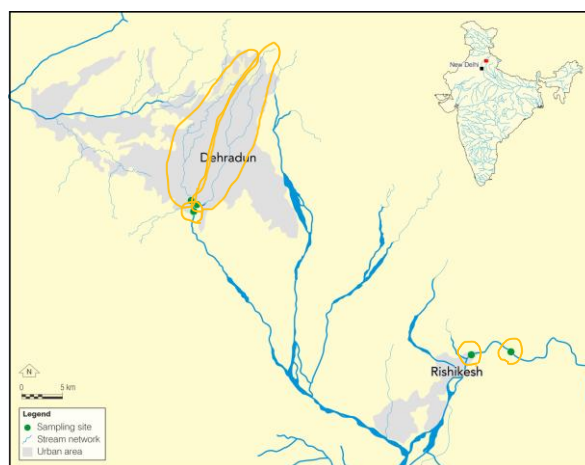 New Delhi
Dehradun
Rishikesh
N
0 5 km
Legend
Sampling site
Stream network
Urban area